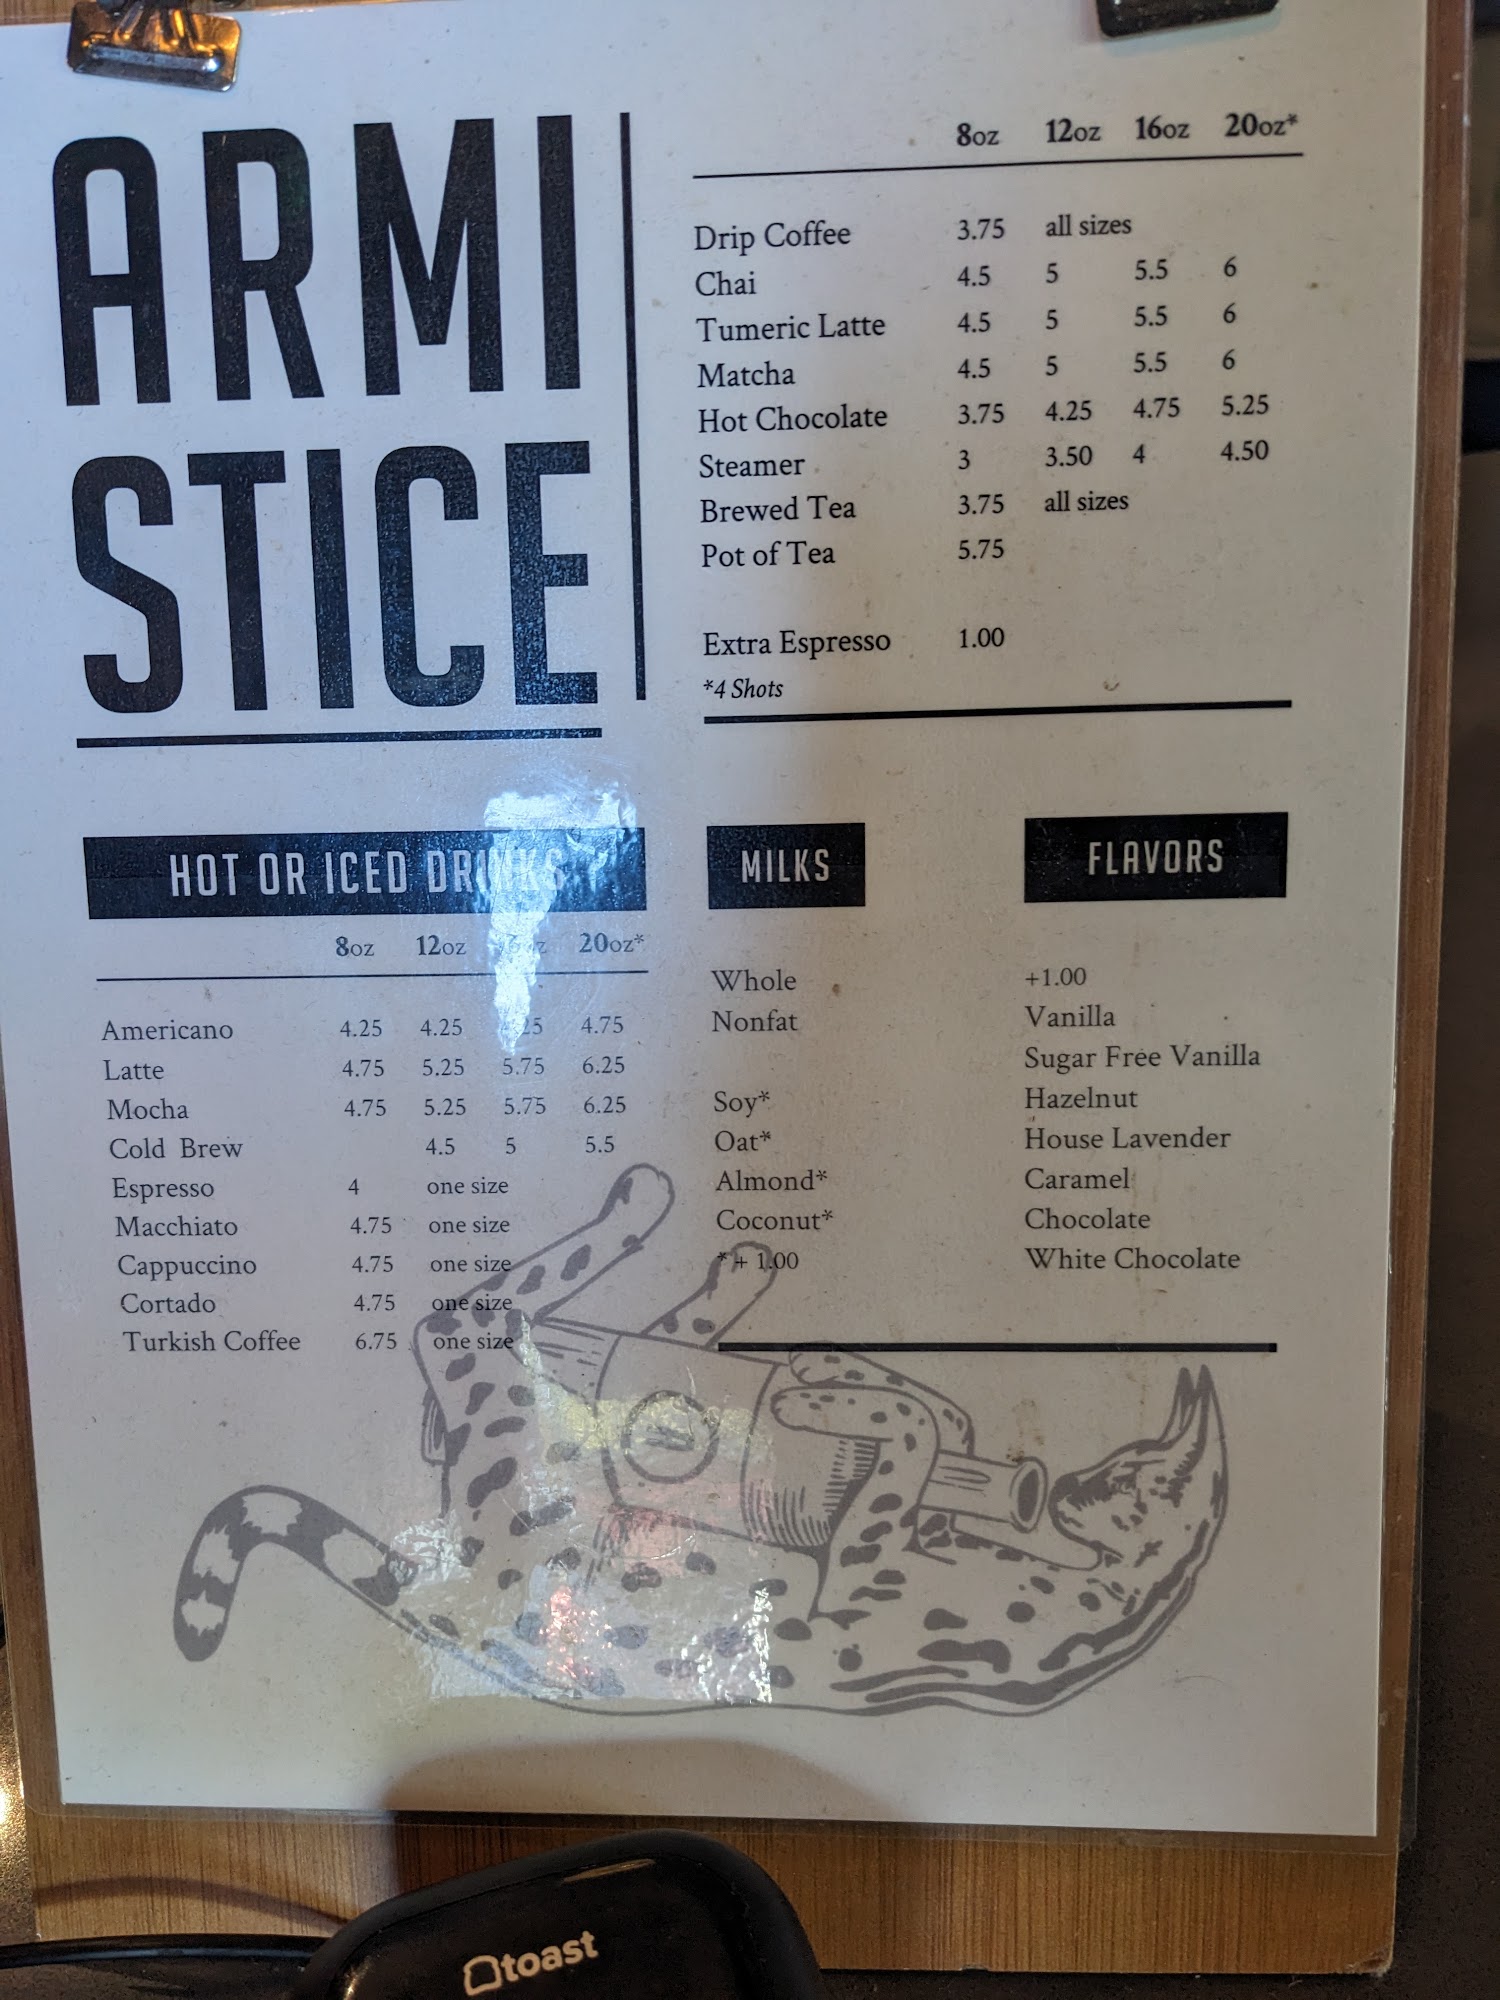 ARMI
STICE
8oz 12oz 16oz 20oz*
Drip Coffee 3.75 all sizes
Chai 4.5 5 5.5 6
Tumeric Latte 4.5 5 5.5 6
Matcha 4.5 5 5.5 6
Hot Chocolate 3.75 4.25 4.75 5.25
Steamer 3 3.50 4 4.50
Brewed Tea 3.75 all sizes
Pot of Tea 5.75
Extra Espresso 1.00
*4 Shots
HOT OR ICED DRINKS
8oz 12oz 16oz 20oz*
Americano 4.25 4.25 4.25 4.75
Latte 4.75 5.25 5.75 6.25
Mocha 4.75 5.25 5.75 6.25
Cold Brew 4.5 5 5.5
Espresso 4 one size
Macchiato 4.75 one size
Cappuccino 4.75 one size
Cortado 4.75 one size
Turkish Coffee 6.75 one size
MILKS
Whole
Nonfat
Soy*
Oat*
Almond*
Coconut*
* + 1.00
FLAVORS
+1.00
Vanilla
Sugar Free Vanilla
Hazelnut
House Lavender
Caramel
Chocolate
White Chocolate
toast